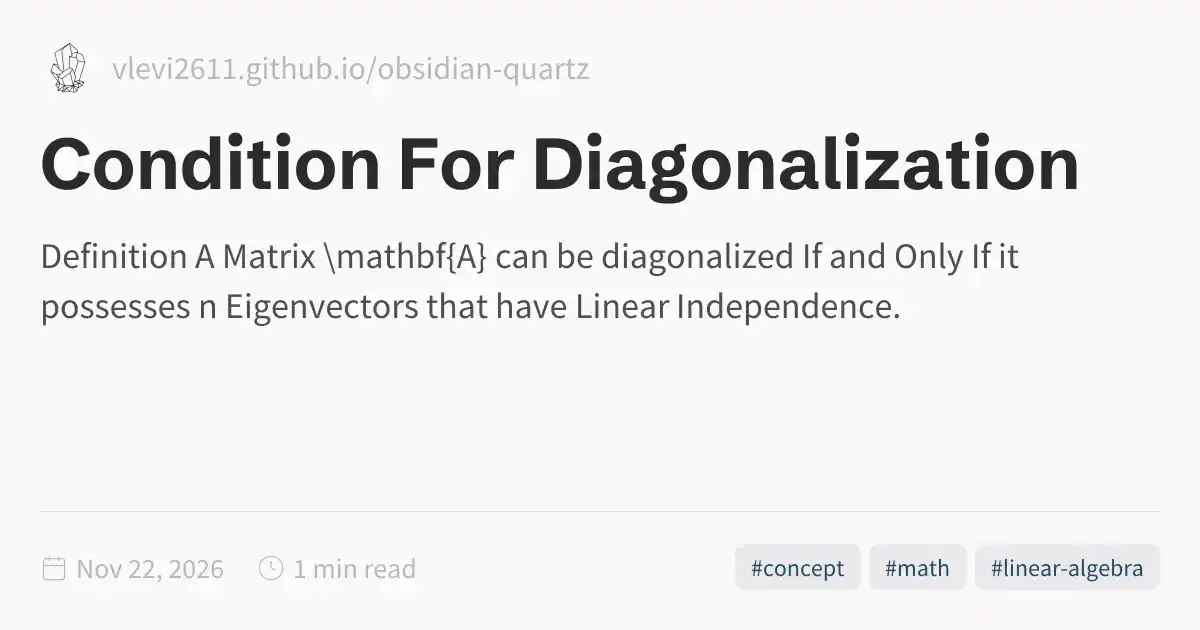 vlevi2611.github.io/obsidian-quartz
Condition For Diagonalization
Definition A Matrix \mathbf{A} can be diagonalized If and Only If it
possesses n Eigenvectors that have Linear Independence.
Nov 22, 2026 1 min read #concept #math #linear-algebra